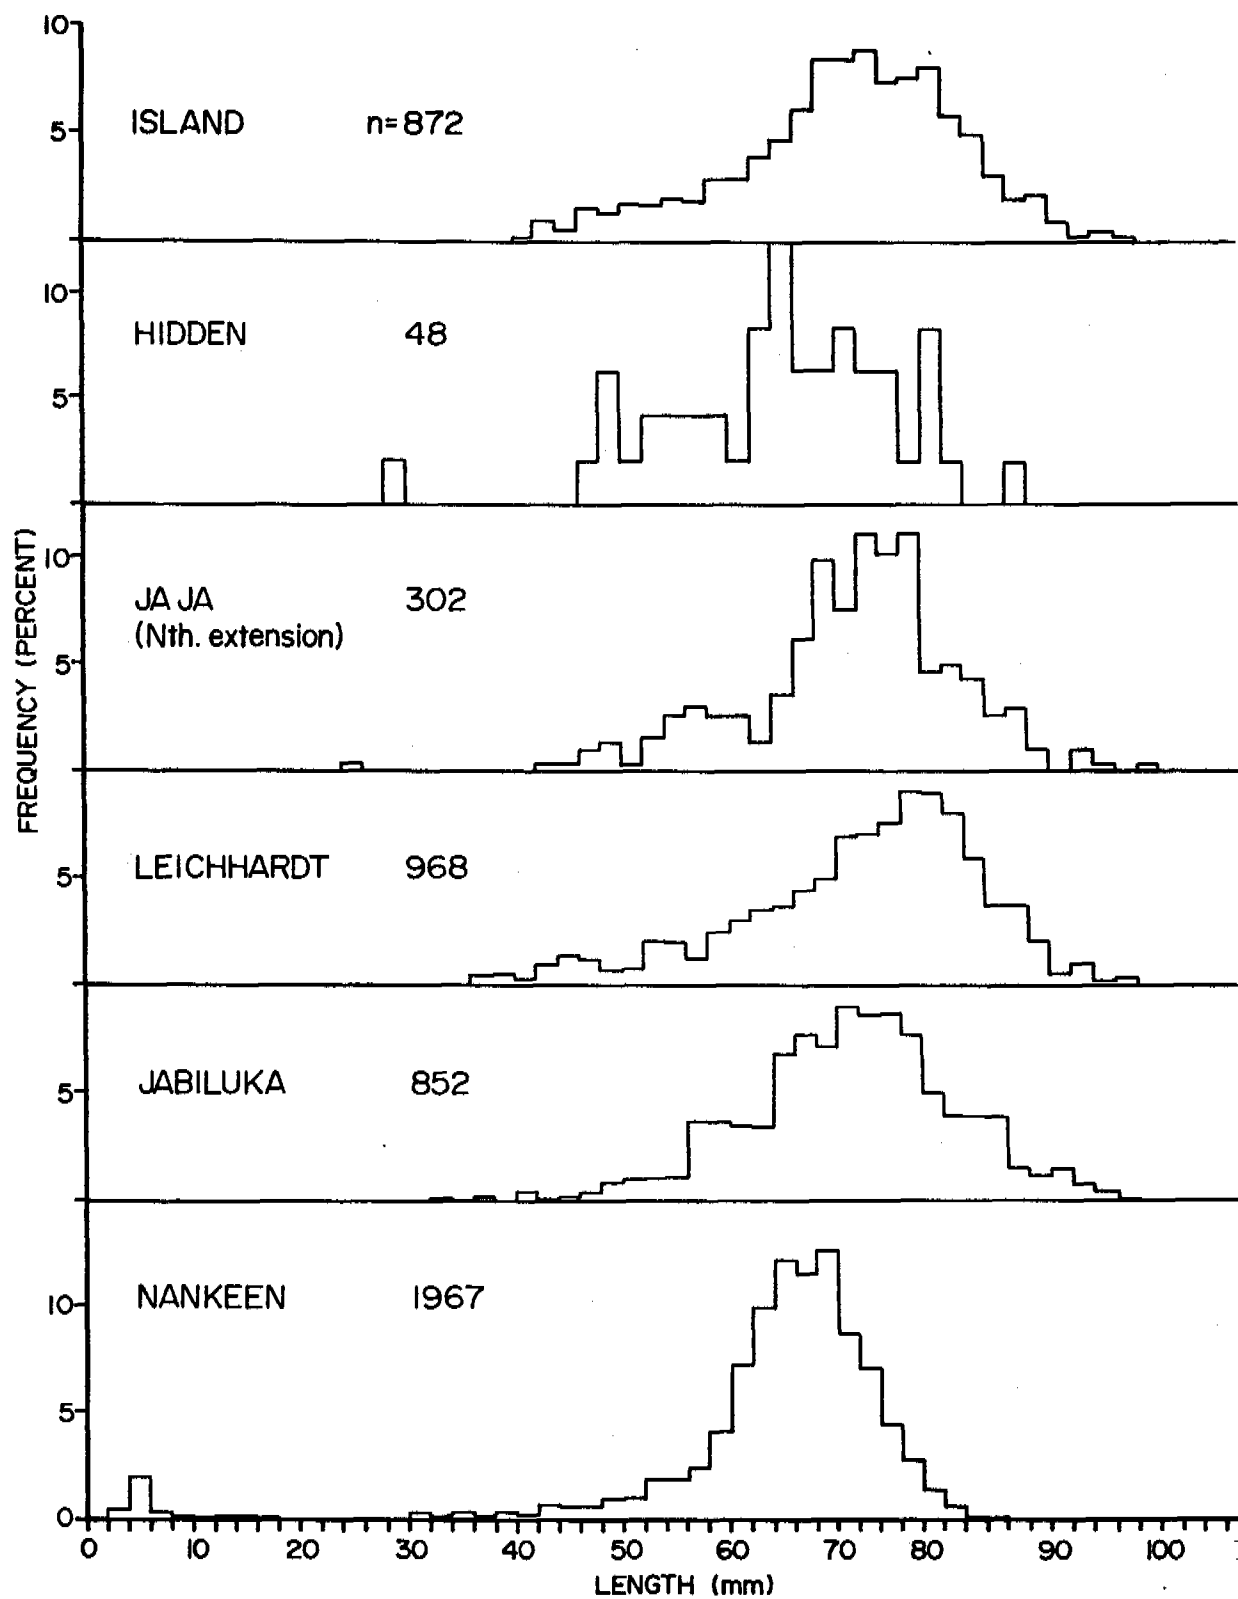 10
5
ISLAND n=872
10
HIDDEN 48
5
FREQUENCY (PERCENT)
10
JA JA 302
(Nth. extension)
5
LEICHHARDT 968
5
JABILUKA 852
5
NANKEEN 1967
10
5
0
0 10 20 30 40 50 60 70 80 90 100
LENGTH (mm)